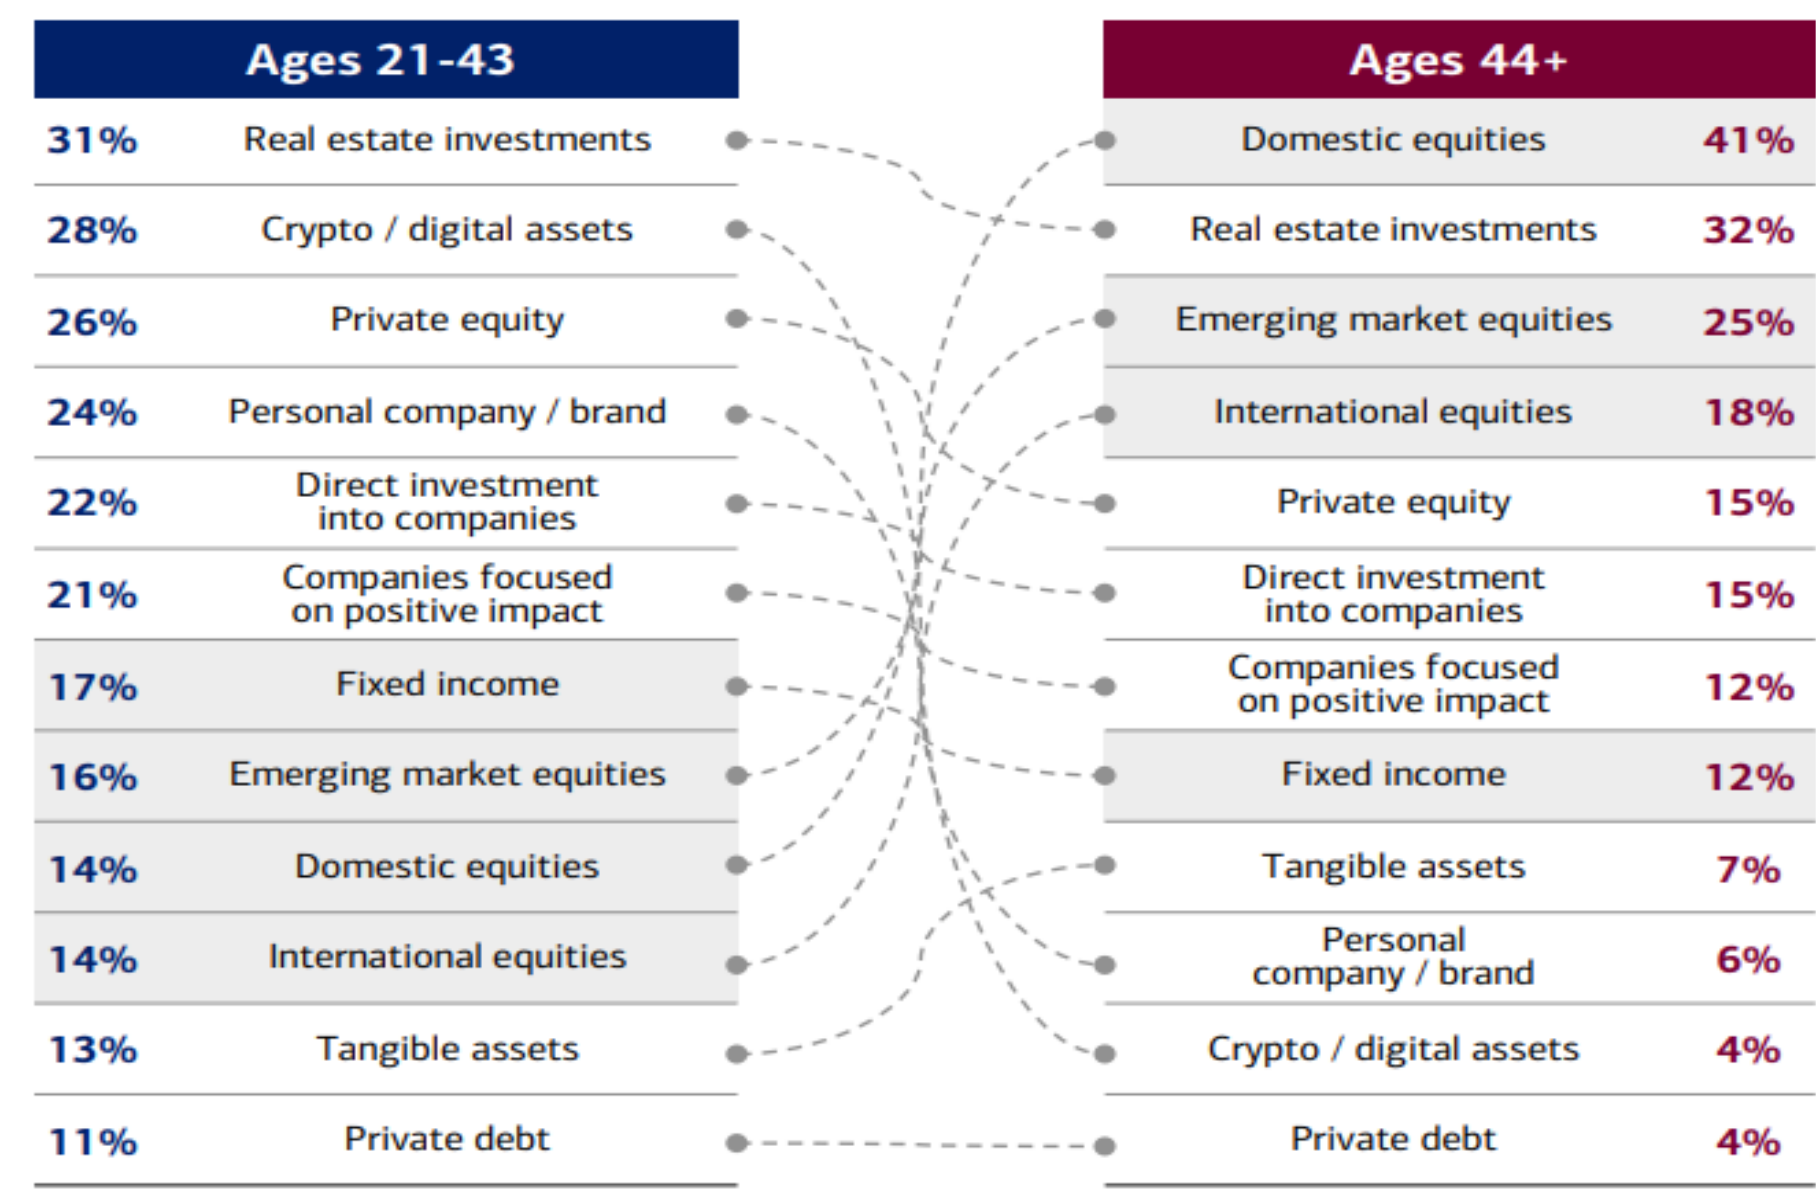 Ages 21-43
31% Real estate investments
28% Crypto / digital assets
26% Private equity
24% Personal company / brand
22% Direct investment
into companies
21% Companies focused
on positive impact
17% Fixed income
16% Emerging market equities
14% Domestic equities
14% International equities
13% Tangible assets
11% Private debt
Ages 44+
Domestic equities 41%
Real estate investments 32%
Emerging market equities 25%
International equities 18%
Private equity 15%
Direct investment
into companies 15%
Companies focused
on positive impact 12%
Fixed income 12%
Tangible assets 7%
Personal
company / brand 6%
Crypto / digital assets 4%
Private debt 4%